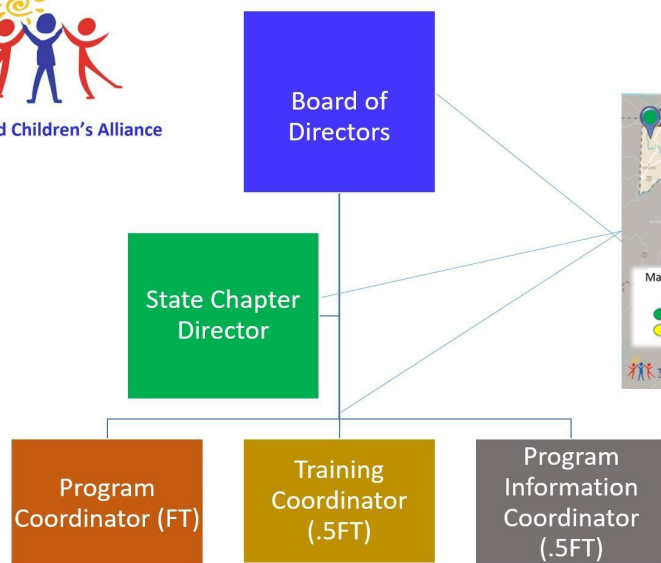 Children's Alliance
Board of
Directors
State Chapter
Director
Program
Coordinator (FT)
Training
Coordinator
(.5FT)
Program
Information
Coordinator
(.5FT)